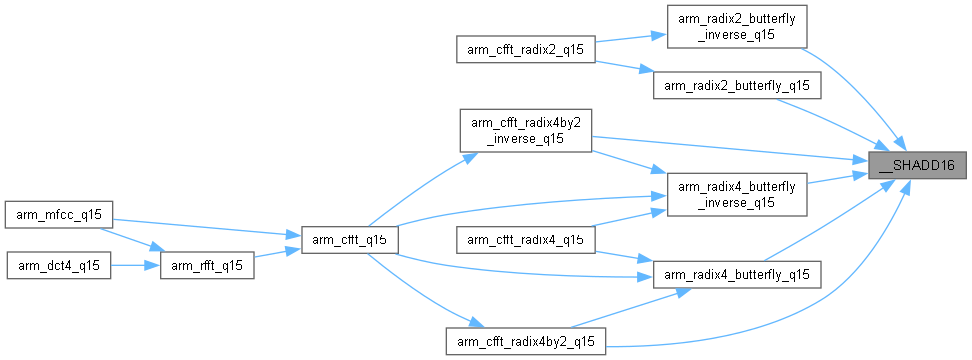 arm_radix2_butterfly
_inverse_q15
arm_cfft_radix2_q15
arm_radix2_butterfly_q15
arm_cfft_radix4by2
_inverse_q15
__SHADD16
arm_radix4_butterfly
_inverse_q15
arm_mfcc_q15
arm_cfft_q15
arm_cfft_radix4_q15
arm_dct4_q15
arm_rfft_q15
arm_radix4_butterfly_q15
arm_cfft_radix4by2_q15